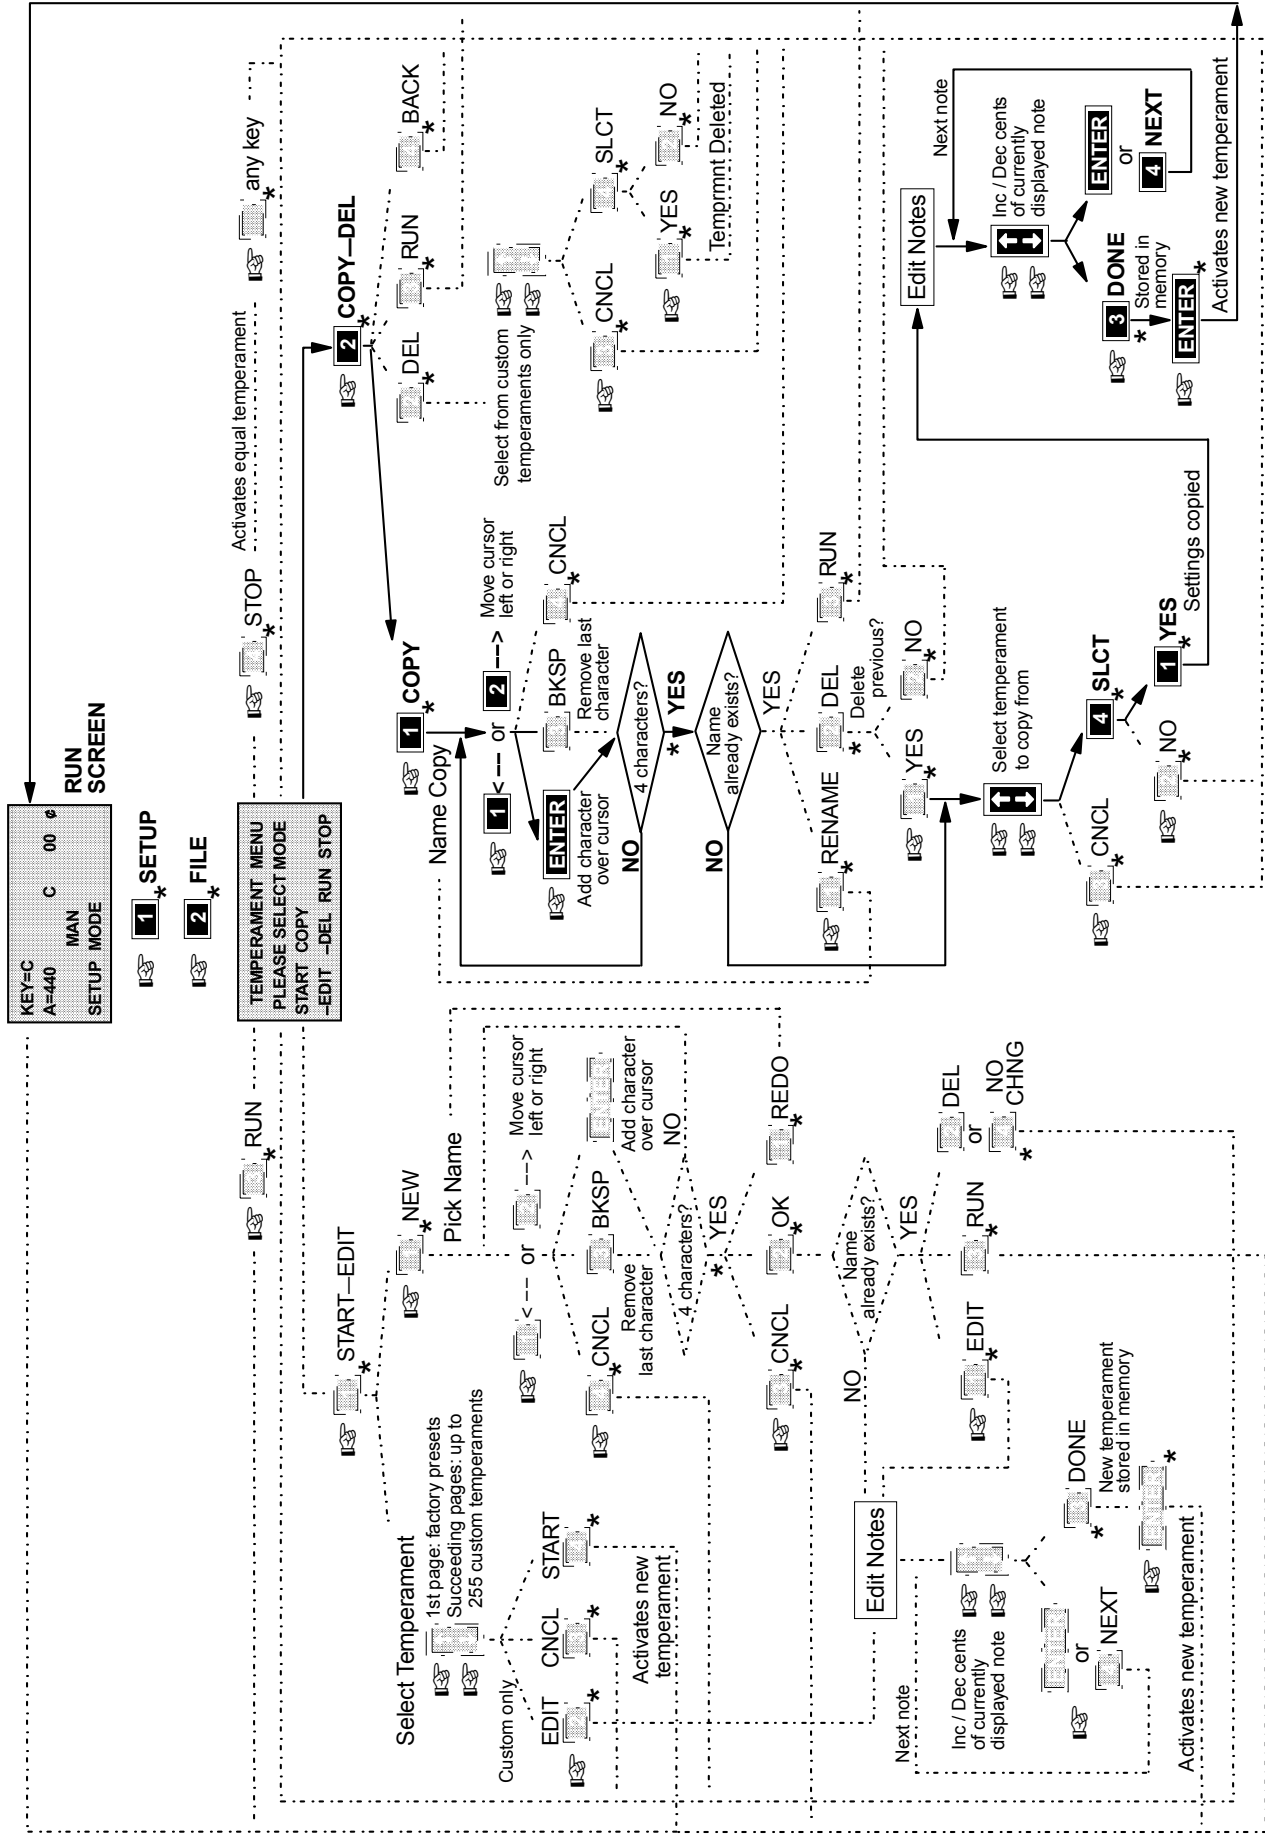 KEY=C
A=440 C 00 ¢
MAN
SETUP MODE
RUN
SCREEN
1 * SETUP
2 * FILE
TEMPERAMENT MENU
PLEASE SELECT MODE
START COPY
–EDIT –DEL RUN STOP
RUN
*
STOP
*
Activates equal temperament
any key
*
START–EDIT
*
Select Temperament
1st page: factory presets
Succeeding pages: up to
255 custom temperaments
Custom only
EDIT
*
CNCL
*
START
*
Activates new
temperament
NEW
*
Pick Name
<--- or --->
Move cursor
left or right
CNCL
*
BKSP
Remove
last character
Add character
over cursor
4 characters?
NO
YES
*
CNCL
*
OK
*
REDO
*
Name
already exists?
NO
YES
EDIT
*
RUN
*
DEL
or
NO
CHNG
*
Edit Notes
Next note
Inc / Dec cents
of currently
displayed note
ENTER
or
NEXT
DONE
*
New temperament
stored in memory
ENTER
*
Activates new temperament
2 COPY–DEL
*
1 COPY
*
DEL
*
RUN
*
BACK
*
Name Copy
1 <--- or 2 --->
Move cursor
left or right
ENTER
Add character
over cursor
BKSP
Remove last
character
CNCL
*
4 characters?
NO
YES
*
Name
already exists?
NO
YES
RENAME
*
DEL
*
RUN
*
Delete
previous?
YES
*
NO
*
Select temperament
to copy from
CNCL
*
4 SLCT
*
NO
*
1 YES
*
Settings copied
Select from custom
temperaments only
CNCL
*
SLCT
*
YES
*
NO
*
Temprmnt Deleted
Edit Notes
Next note
Inc / Dec cents
of currently
displayed note
3 DONE
*
Stored in
memory
ENTER
*
ENTER
or
4 NEXT
Activates new temperament